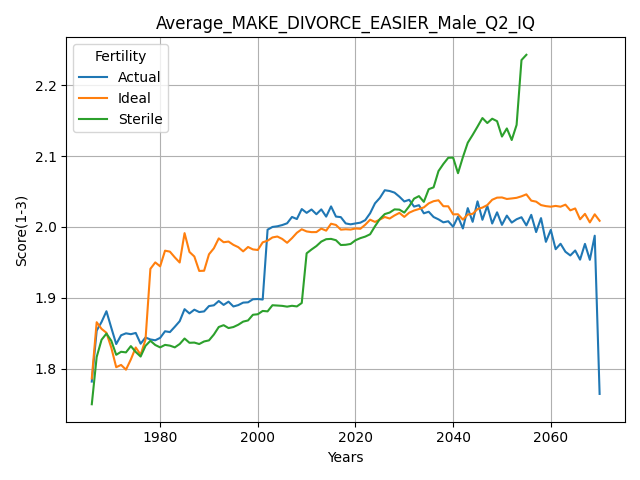 Average_MAKE_DIVORCE_EASIER_Male_Q2_IQ
Fertility
Actual
Ideal
Sterile
Score(1-3)
2.2
2.1
2.0
1.9
1.8
1980
2000
2020
2040
2060
Years